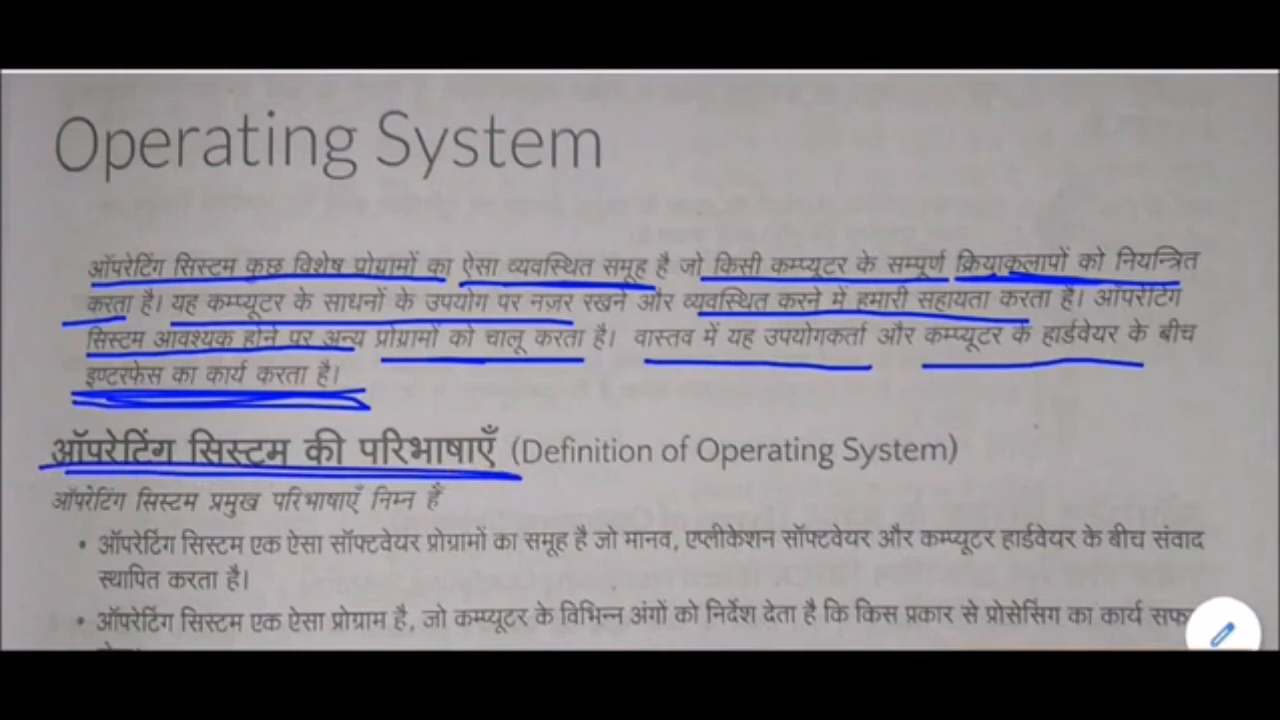 Operating System
ऑपरेटिंग सिस्टम कुछ विशेष प्रोग्रामों का ऐसा व्यवस्थित समूह है जो किसी कम्प्यूटर के सम्पूर्ण क्रियाकलापों को नियन्त्रित
करता है। यह कम्प्यूटर के साधनों के उपयोग पर नज़र रखने और व्यवस्थित करने में हमारी सहायता करता है। ऑपरेटिंग
सिस्टम आवश्यक होने पर अन्य प्रोग्रामों को चालू करता है। वास्तव में यह उपयोगकर्ता और कम्प्यूटर के हार्डवेयर के बीच
इण्टरफेस का कार्य करता है।
ऑपरेटिंग सिस्टम की परिभाषाएँ (Definition of Operating System)
ऑपरेटिंग सिस्टम प्रमुख परिभाषाएँ निम्न हैं
• ऑपरेटिंग सिस्टम एक ऐसा सॉफ्टवेयर प्रोग्रामों का समूह है जो मानव, एप्लीकेशन सॉफ्टवेयर और कम्प्यूटर हार्डवेयर के बीच संवाद
स्थापित करता है।
• ऑपरेटिंग सिस्टम एक ऐसा प्रोग्राम है, जो कम्प्यूटर के विभिन्न अंगों को निर्देश देता है कि किस प्रकार से प्रोसेसिंग का कार्य